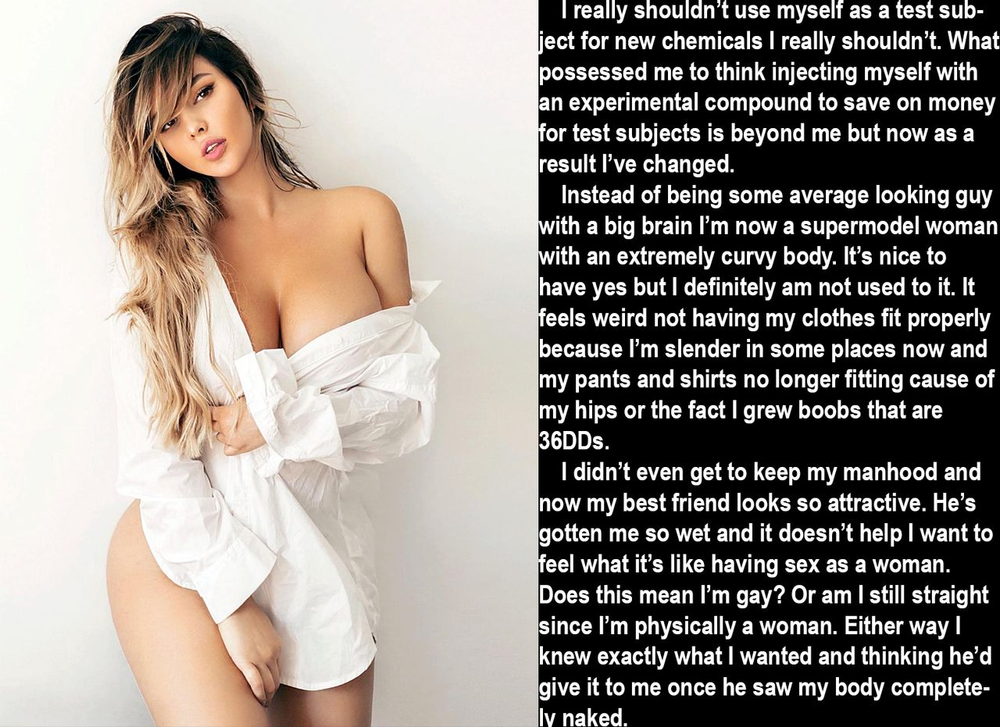 I really shouldn’t use myself as a test sub-
ject for new chemicals I really shouldn’t. What
possessed me to think injecting myself with
an experimental compound to save on money
for test subjects is beyond me but now as a
result I’ve changed.
Instead of being some average looking guy
with a big brain I’m now a supermodel woman
with an extremely curvy body. It’s nice to
have yes but I definitely am not used to it. It
feels weird not having my clothes fit properly
because I’m slender in some places now and
my pants and shirts no longer fitting cause of
my hips or the fact I grew boobs that are
36DDs.
I didn’t even get to keep my manhood and
now my best friend looks so attractive. He’s
gotten me so wet and it doesn’t help I want to
feel what it’s like having sex as a woman.
Does this mean I’m gay? Or am I still straight
since I’m physically a woman. Either way I
knew exactly what I wanted and thinking he’d
give it to me once he saw my body complete-
ly naked.